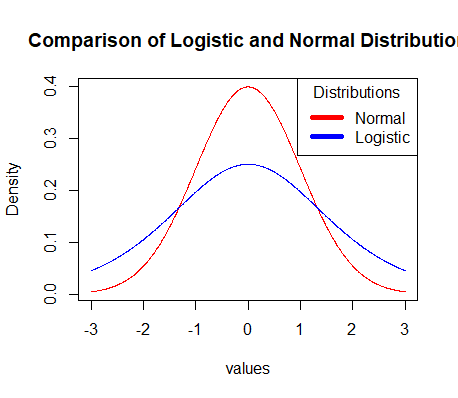 Comparison of Logistic and Normal Distribution
Distributions
Normal
Logistic
Density
0.0
0.1
0.2
0.3
0.4
-3
-2
-1
0
1
2
3
values